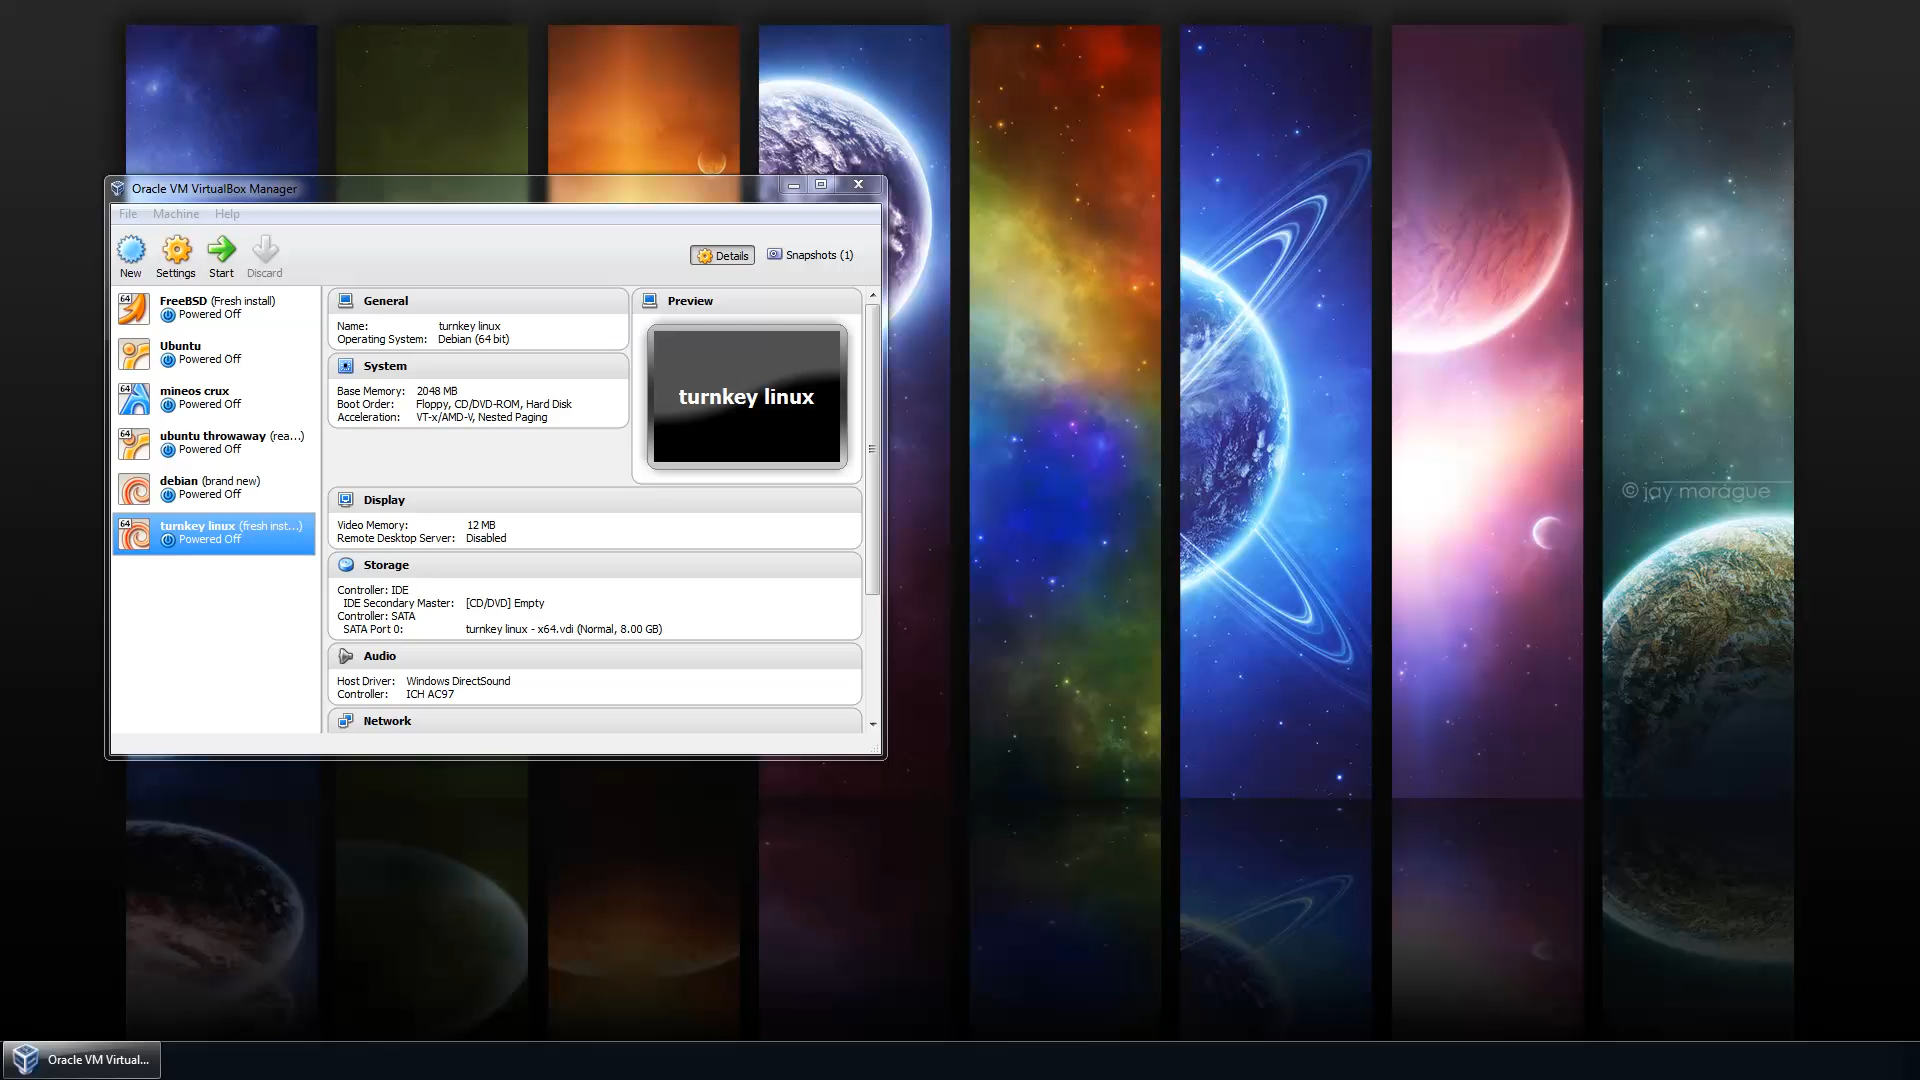 Oracle VM VirtualBox Manager
File Machine Help
New Settings Start Discard
Details Snapshots (1)
64 FreeBSD (Fresh install)
Powered Off
Ubuntu
Powered Off
64 mineos crux
Powered Off
64 ubuntu throwaway (rea...)
Powered Off
debian (brand new)
Powered Off
64 turnkey linux (fresh inst...)
Powered Off
General
Name: turnkey linux
Operating System: Debian (64 bit)
System
Base Memory: 2048 MB
Boot Order: Floppy, CD/DVD-ROM, Hard Disk
Acceleration: VT-x/AMD-V, Nested Paging
Preview
turnkey linux
Display
Video Memory: 12 MB
Remote Desktop Server: Disabled
Storage
Controller: IDE
IDE Secondary Master: [CD/DVD] Empty
Controller: SATA
SATA Port 0: turnkey linux - x64.vdi (Normal, 8.00 GB)
Audio
Host Driver: Windows DirectSound
Controller: ICH AC97
Network
© jay moraque
Oracle VM Virtual...